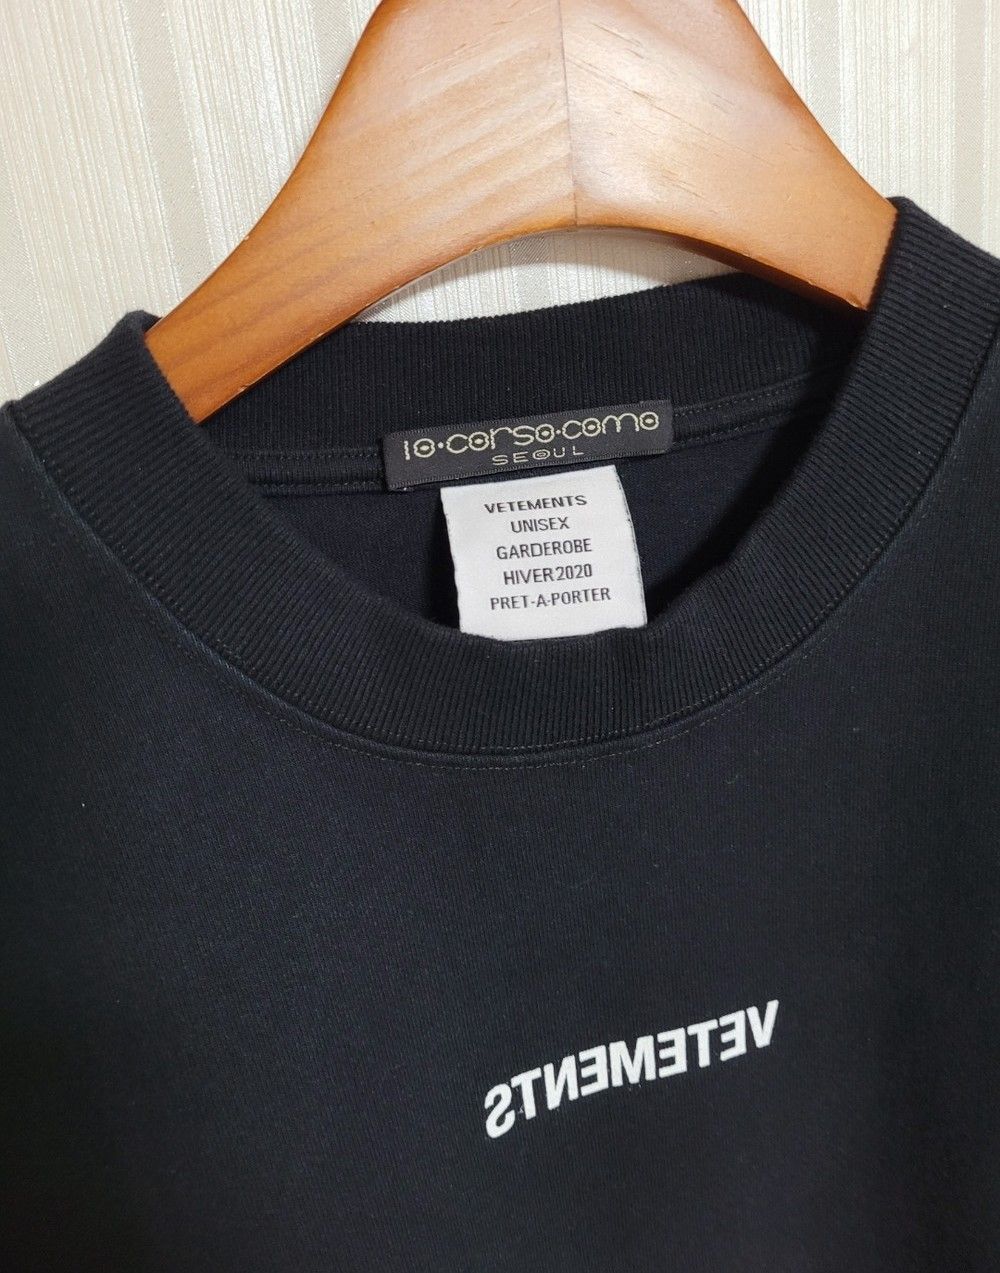 10·corso·como
SEOUL
VETEMENTS
UNISEX
GARDEROBE
HIVER 2020
PRET-A-PORTER
VETEMENTS